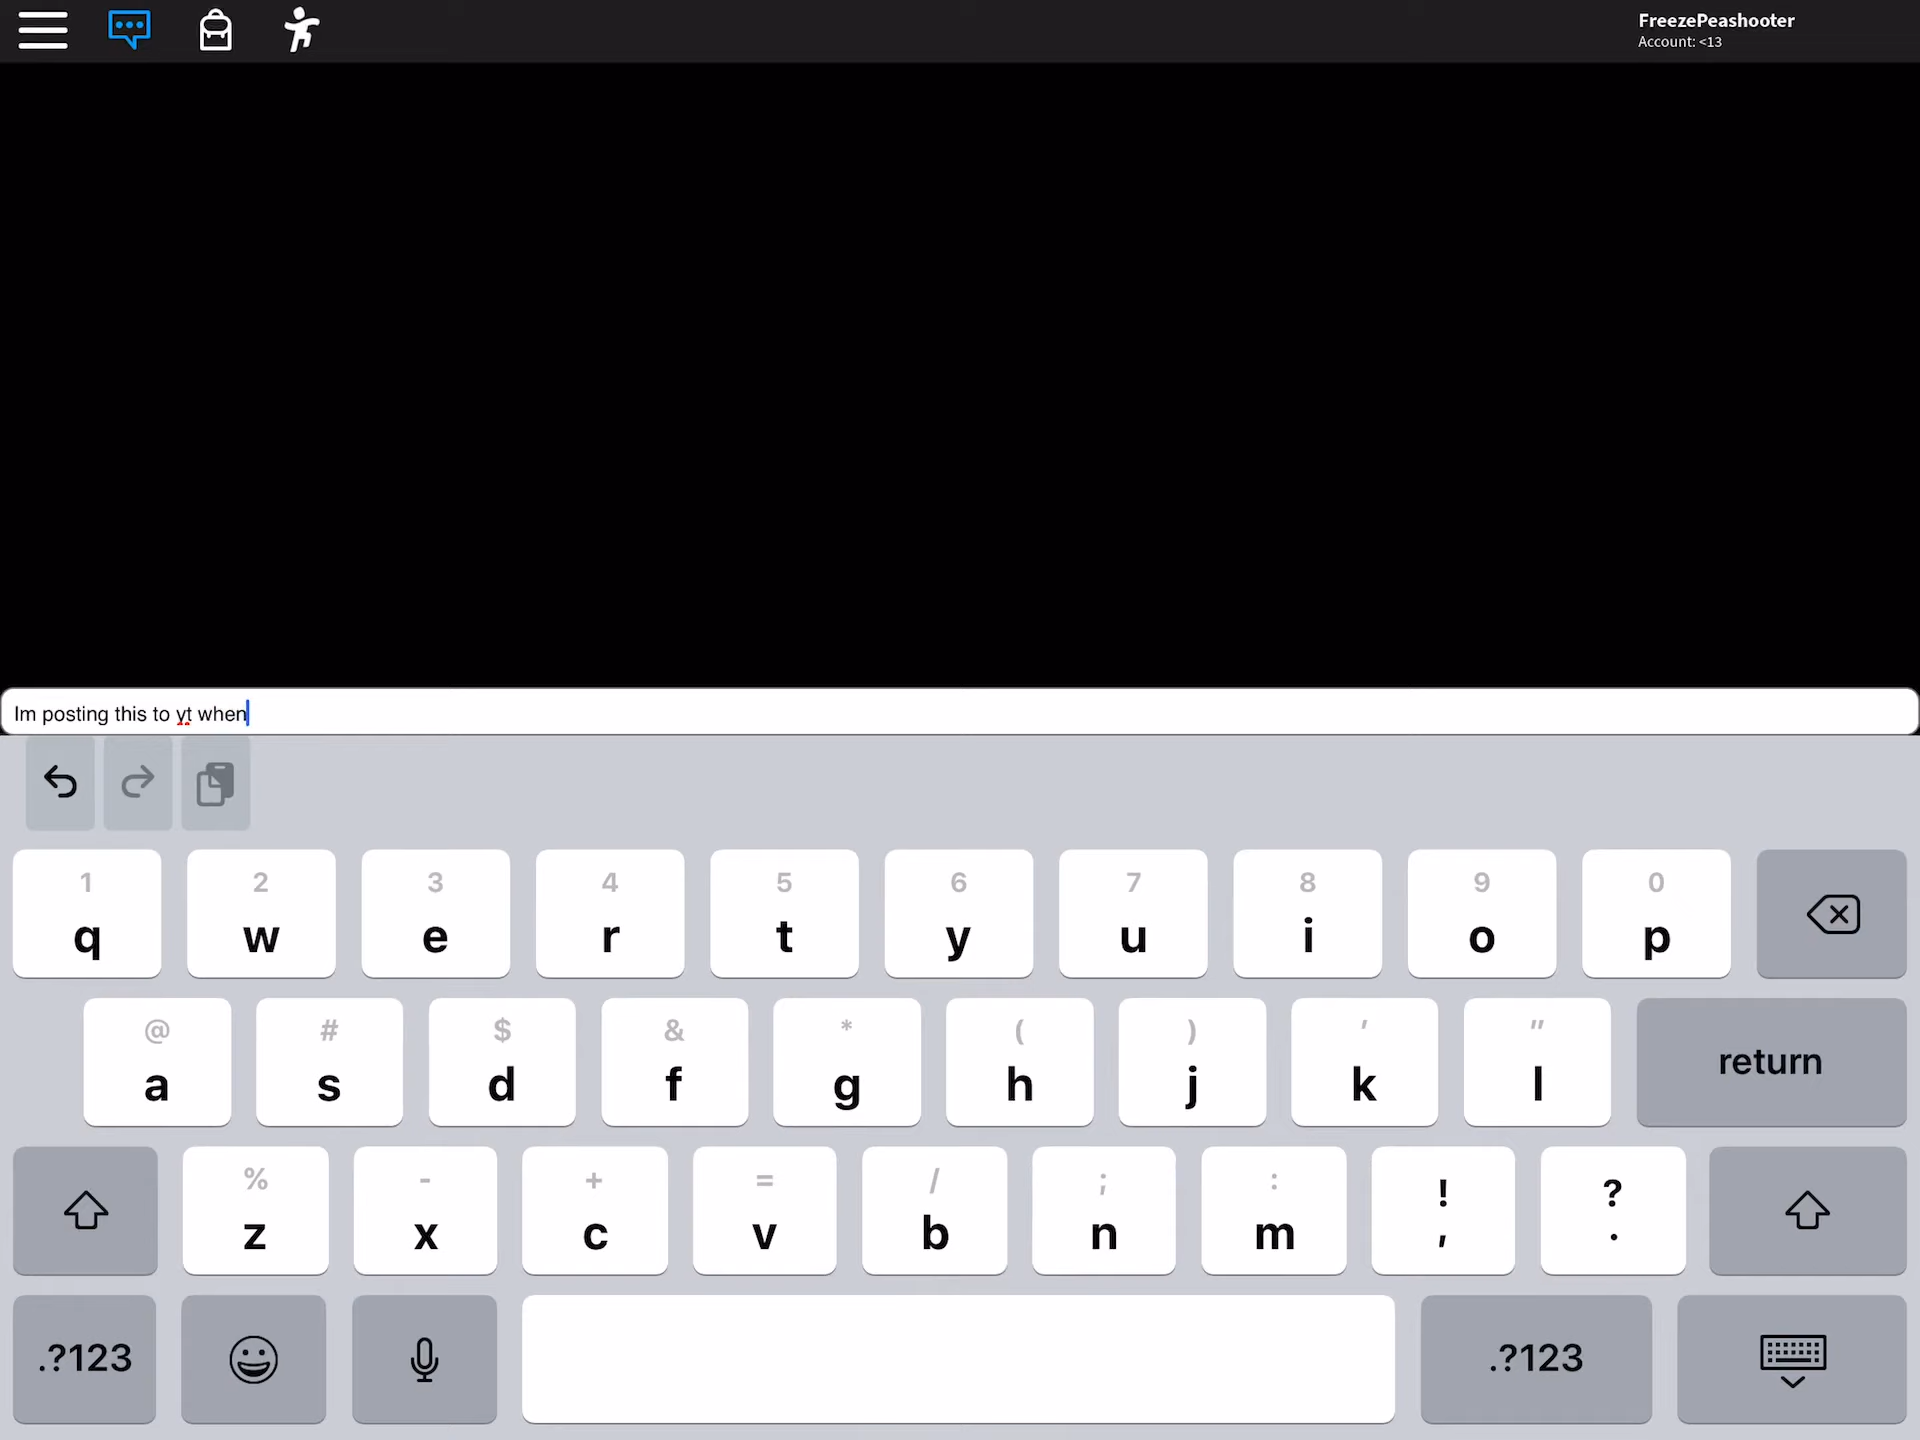 FreezePeashooter
Account: <13
Im posting this to yt when
1 2 3 4 5 6 7 8 9 0
q w e r t y u i o p
@ # $ & * ( ) ' "
a s d f g h j k l return
% - + = / ; : ! ?
z x c v b n m , .
.?123 .?123